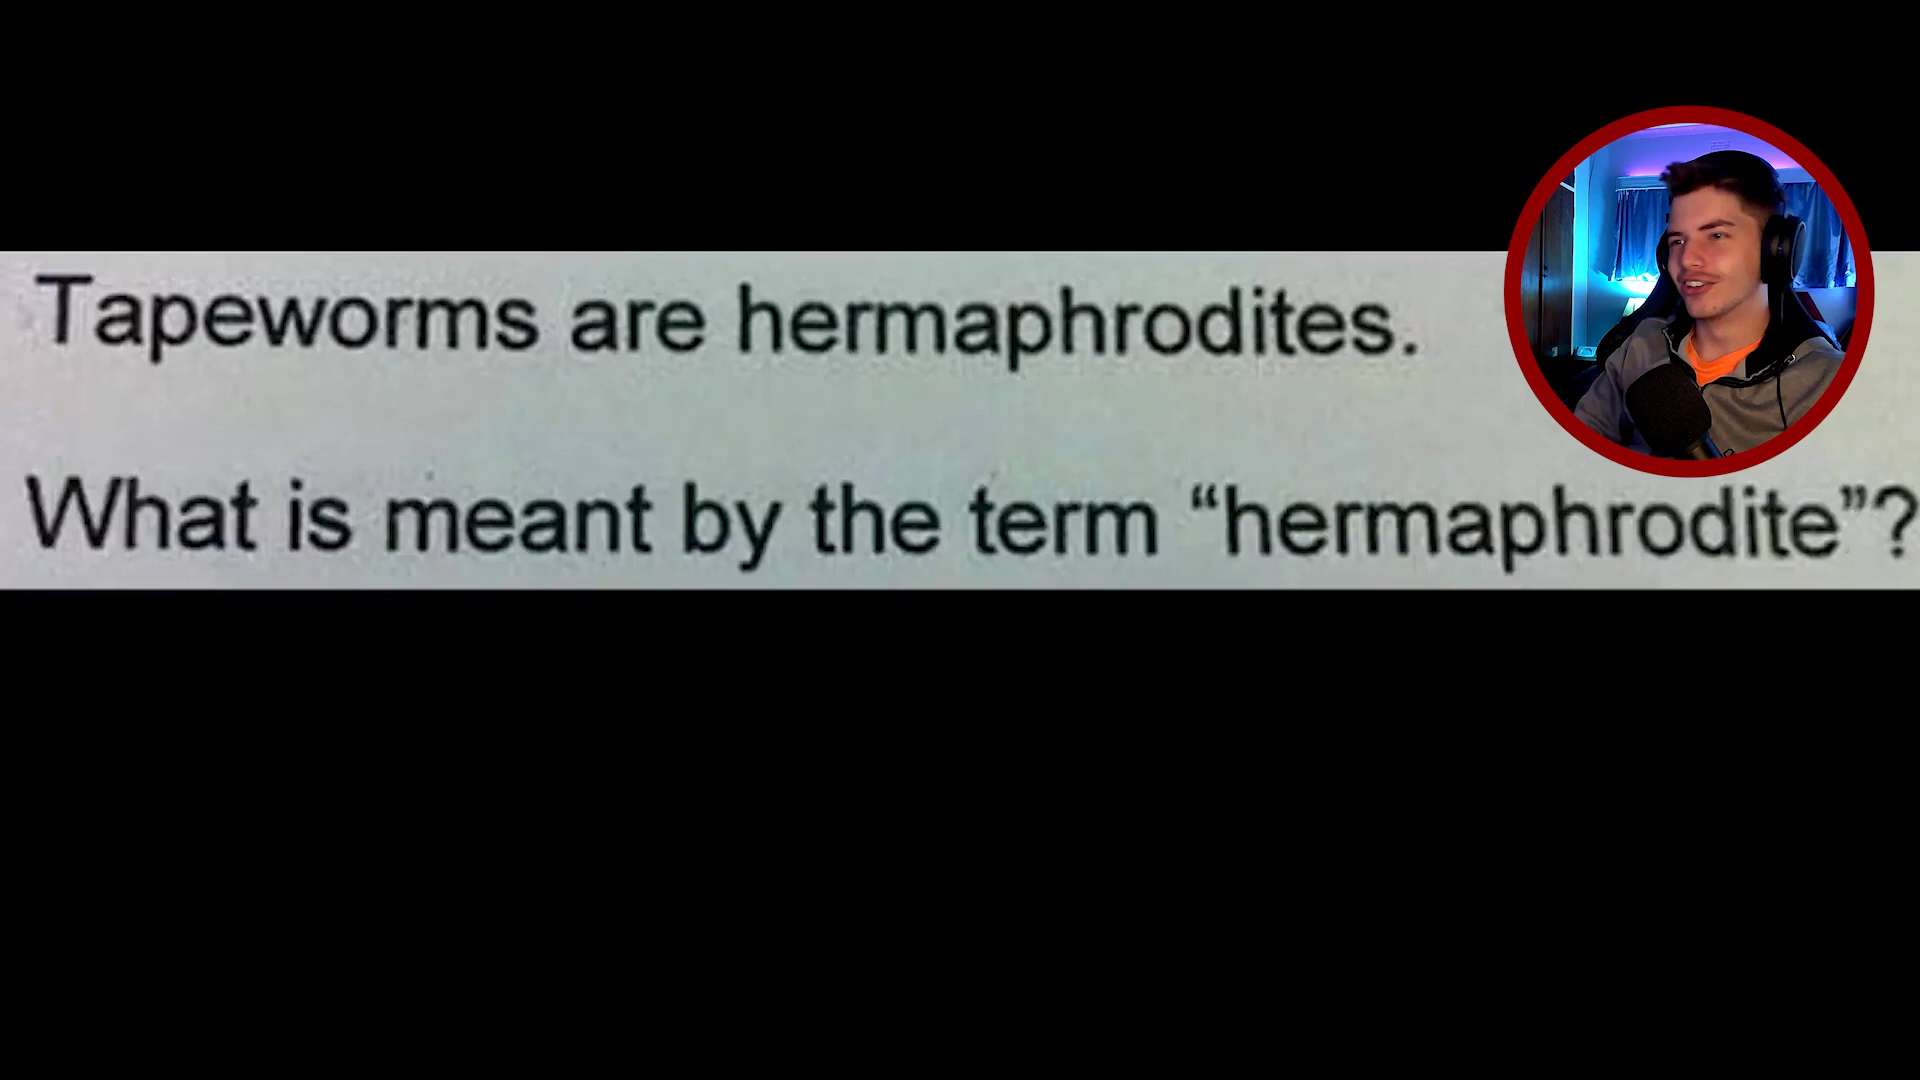 Tapeworms are hermaphrodites.
What is meant by the term “hermaphrodite”?